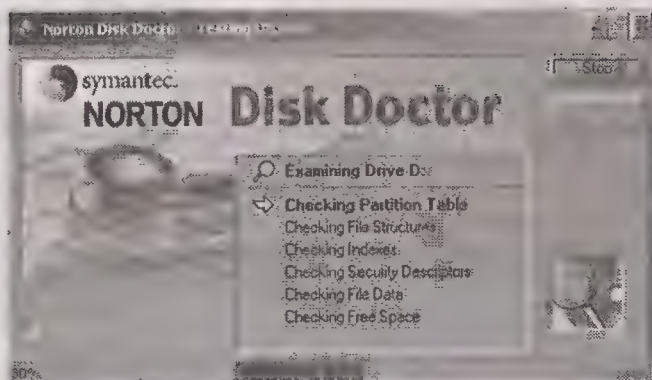 Norton Disk Doctor
Stop
symantec.
NORTON Disk Doctor
Examining Drive D:
Checking Partition Table
Checking File Structures
Checking Indexes
Checking Security Descriptors
Checking File Data
Checking Free Space